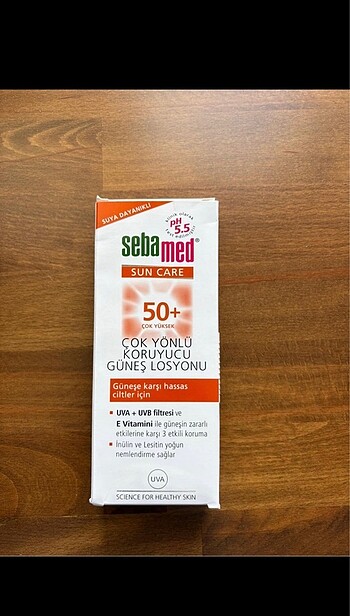 SUYA DAYANIKLI
pH
5.5
sebamed®
SUN CARE
50+
ÇOK YÜKSEK
ÇOK YÖNLÜ
KORUYUCU
GÜNEŞ LOSYONU
Güneşe karşı hassas
ciltler için
• UVA + UVB filtresi ve
E Vitamini ile güneşin zararlı
etkilerine karşı 3 etkili koruma
• İnülin ve Lesitin yoğun
nemlendirme sağlar
UVA
SCIENCE FOR HEALTHY SKIN